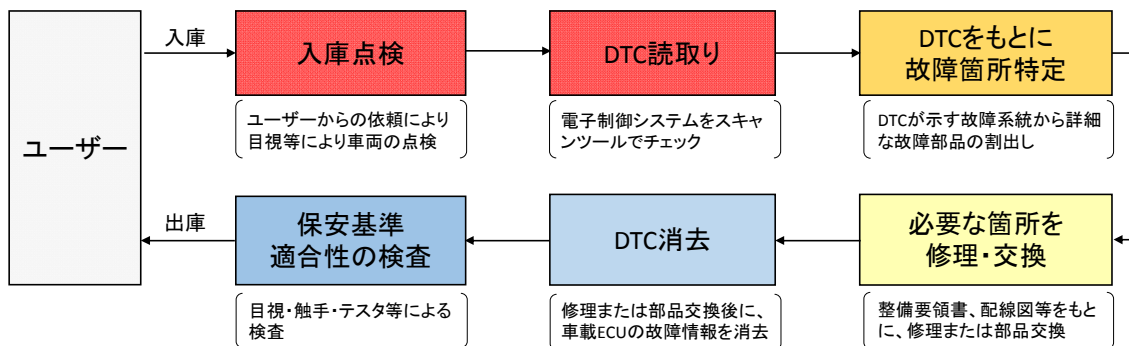 ユーザー
入庫
入庫点検
ユーザーからの依頼により
目視等により車両の点検
DTC読取り
電子制御システムをスキャ
ンツールでチェック
DTCをもとに
故障箇所特定
DTCが示す故障系統から詳細
な故障部品の割出し
必要な箇所を
修理・交換
整備要領書、配線図等をもと
に、修理または部品交換
DTC消去
修理または部品交換後に、
車載ECUの故障情報を消去
保安基準
適合性の検査
目視・触手・テスタ等による
検査
出庫